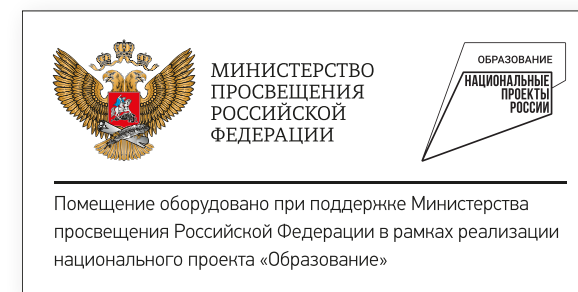 МИНИСТЕРСТВО
ПРОСВЕЩЕНИЯ
РОССИЙСКОЙ
ФЕДЕРАЦИИ
ОБРАЗОВАНИЕ
НАЦИОНАЛЬНЫЕ
ПРОЕКТЫ
РОССИИ
Помещение оборудовано при поддержке Министерства
просвещения Российской Федерации в рамках реализации
национального проекта «Образование»